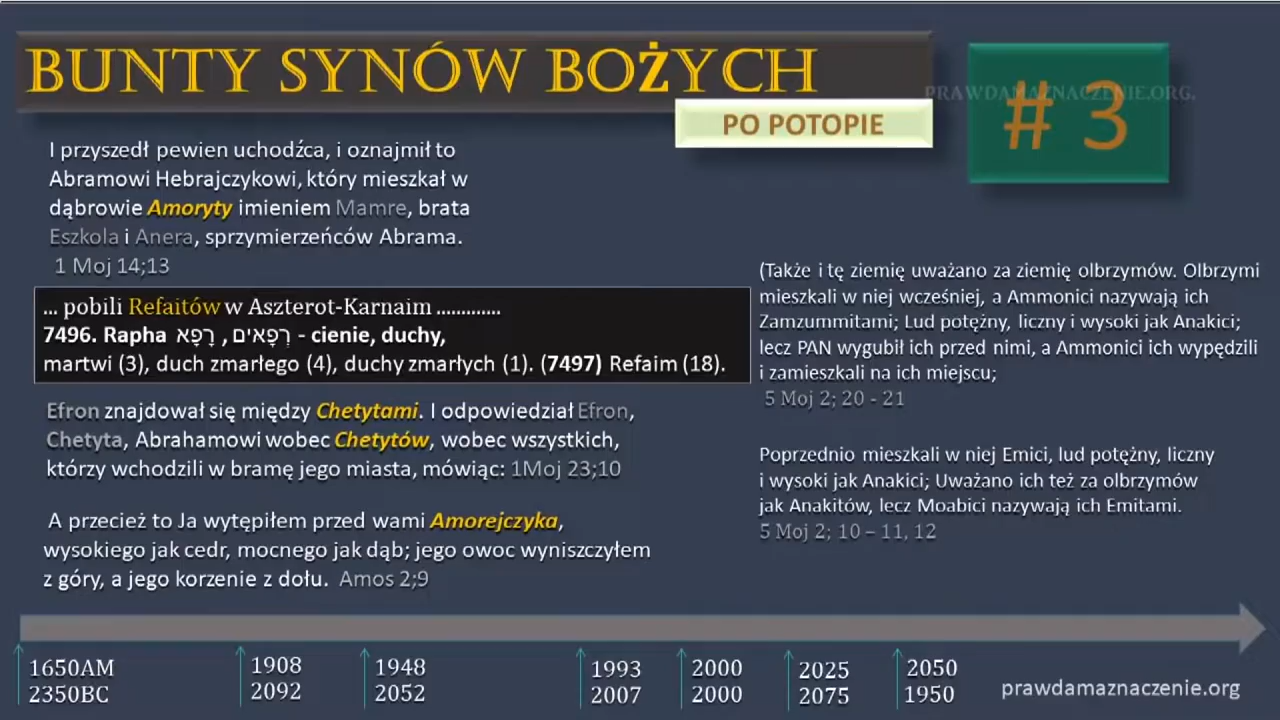 BUNTY SYNÓW BOŻYCH
PO POTOPIE
PRAWDAMAZNACZENIE.ORG.
# 3
I przyszedł pewien uchodźca, i oznajmił to
Abramowi Hebrajczykowi, który mieszkał w
dąbrowie Amoryty imieniem Mamre, brata
Eszkola i Anera, sprzymierzeńców Abrama.
1 Moj 14;13
... pobili Refaitów w Aszterot-Karnaim .............
7496. Rapha רָפָא , רְפָאִים - cienie, duchy,
martwi (3), duch zmarłego (4), duchy zmarłych (1). (7497) Refaim (18).
Efron znajdował się między Chetytami. I odpowiedział Efron,
Chetyta, Abrahamowi wobec Chetytów, wobec wszystkich,
którzy wchodzili w bramę jego miasta, mówiąc: 1Moj 23;10
A przecież to Ja wytępiłem przed wami Amorejczyka,
wysokiego jak cedr, mocnego jak dąb; jego owoc wyniszczyłem
z góry, a jego korzenie z dołu. Amos 2;9
(Także i tę ziemię uważano za ziemię olbrzymów. Olbrzymi
mieszkali w niej wcześniej, a Ammonici nazywają ich
Zamzummitami; Lud potężny, liczny i wysoki jak Anakici;
lecz PAN wygubił ich przed nimi, a Ammonici ich wypędzili
i zamieszkali na ich miejscu;
5 Moj 2; 20 - 21
Poprzednio mieszkali w niej Emici, lud potężny, liczny
i wysoki jak Anakici; Uważano ich też za olbrzymów
jak Anakitów, lecz Moabici nazywają ich Emitami.
5 Moj 2; 10 – 11, 12
1650AM
2350BC
1908
2092
1948
2052
1993
2007
2000
2000
2025
2075
2050
1950
prawdamaznaczenie.org